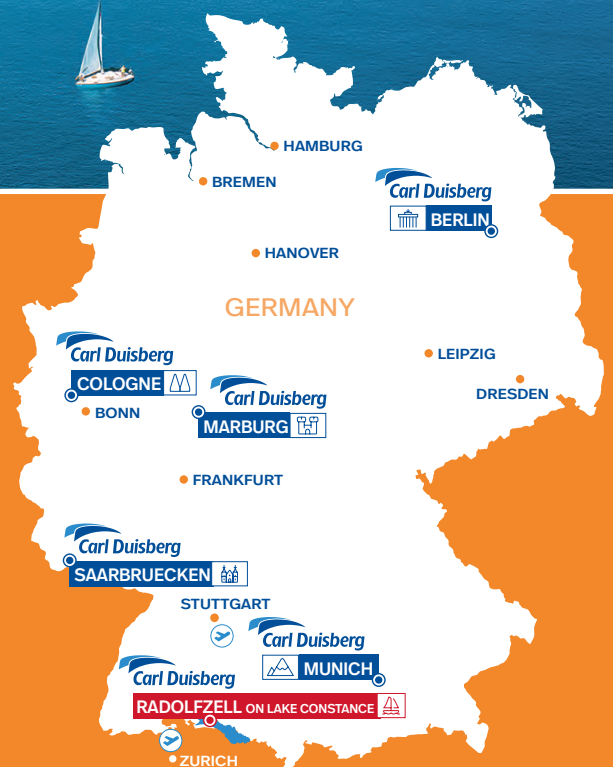 HAMBURG
BREMEN
Carl Duisberg
BERLIN
HANOVER
GERMANY
Carl Duisberg
COLOGNE
LEIPZIG
DRESDEN
Carl Duisberg
MARBURG
BONN
FRANKFURT
Carl Duisberg
SAARBRUECKEN
STUTTGART
Carl Duisberg
MUNICH
Carl Duisberg
RADOLFZELL ON LAKE CONSTANCE
ZURICH